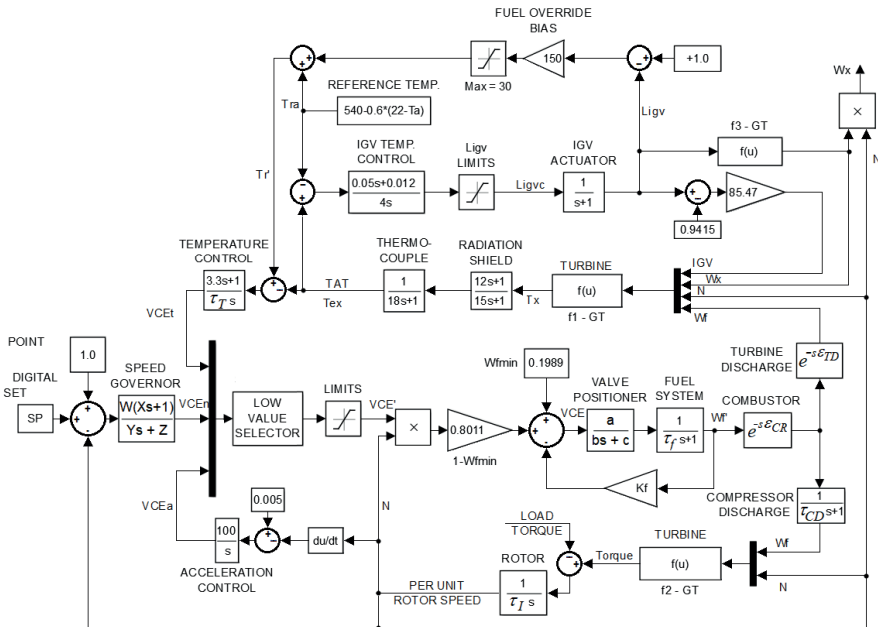 FUEL OVERRIDE
BIAS
150
+1.0
Wx
Max = 30
REFERENCE TEMP.
540-0.6*(22-Ta)
Tra
×
f3 - GT
f(u)
Ligv
N
IGV TEMP.
CONTROL
0.05s+0.012
4s
Ligv
LIMITS
Ligvc
IGV
ACTUATOR
1
s+1
Tr'
85.47
0.9415
TEMPERATURE
CONTROL
3.3s+1
τT s
TAT
Tex
THERMO-
COUPLE
1
18s+1
RADIATION
SHIELD
12s+1
15s+1
Tx
TURBINE
f(u)
f1 - GT
IGV
Wx
N
Wf
VCEt
POINT
1.0
DIGITAL
SET
SP
SPEED
GOVERNOR
W(Xs+1)
Ys + Z
VCEn
LOW
VALUE
SELECTOR
LIMITS
VCE'
×
0.8011
1-Wfmin
Wfmin
0.1989
VCE
VALVE
POSITIONER
a
bs + c
FUEL
SYSTEM
1
τf s+1
Wf'
Kf
TURBINE
DISCHARGE
e-sεTD
COMBUSTOR
e-sεCR
COMPRESSOR
DISCHARGE
1
τCD s+1
VCEa
N
100
s
0.005
du/dt
ACCELERATION
CONTROL
LOAD
TORQUE
ROTOR
1
τI s
PER UNIT
ROTOR SPEED
Torque
TURBINE
f(u)
f2 - GT
Wf
N